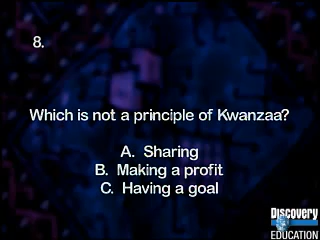 8.
Which is not a principle of Kwanzaa?
A. Sharing
B. Making a profit
C. Having a goal
Discovery
EDUCATION